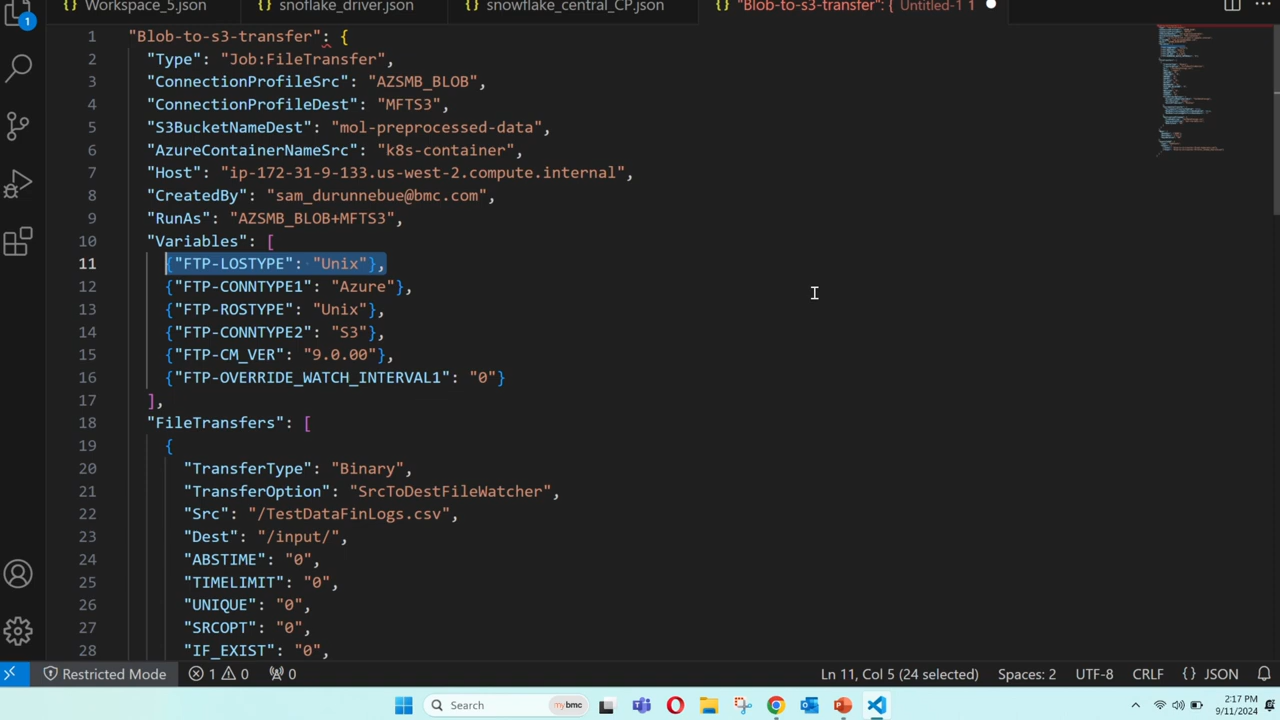 Workspace_5.json
snoflake_driver.json
snowflake_central_CP.json
"Blob-to-s3-transfer": { Untitled-1 1
1 "Blob-to-s3-transfer": {
2 "Type": "Job:FileTransfer",
3 "ConnectionProfileSrc": "AZSMB_BLOB",
4 "ConnectionProfileDest": "MFTS3",
5 "S3BucketNameDest": "mol-preprocessed-data",
6 "AzureContainerNameSrc": "k8s-container",
7 "Host": "ip-172-31-9-133.us-west-2.compute.internal",
8 "CreatedBy": "sam_durunnebue@bmc.com",
9 "RunAs": "AZSMB_BLOB+MFTS3",
10 "Variables": [
11 {"FTP-LOSTYPE": "Unix"},
12 {"FTP-CONNTYPE1": "Azure"},
13 {"FTP-ROSTYPE": "Unix"},
14 {"FTP-CONNTYPE2": "S3"},
15 {"FTP-CM_VER": "9.0.00"},
16 {"FTP-OVERRIDE_WATCH_INTERVAL1": "0"}
17 ],
18 "FileTransfers": [
19 {
20 "TransferType": "Binary",
21 "TransferOption": "SrcToDestFileWatcher",
22 "Src": "/TestDataFinLogs.csv",
23 "Dest": "/input/",
24 "ABSTIME": "0",
25 "TIMELIMIT": "0",
26 "UNIQUE": "0",
27 "SRCOPT": "0",
28 "IF_EXIST": "0",
1
Restricted Mode 1 0 0 Ln 11, Col 5 (24 selected) Spaces: 2 UTF-8 CRLF {} JSON
Search mybmc 2:17 PM
9/11/2024